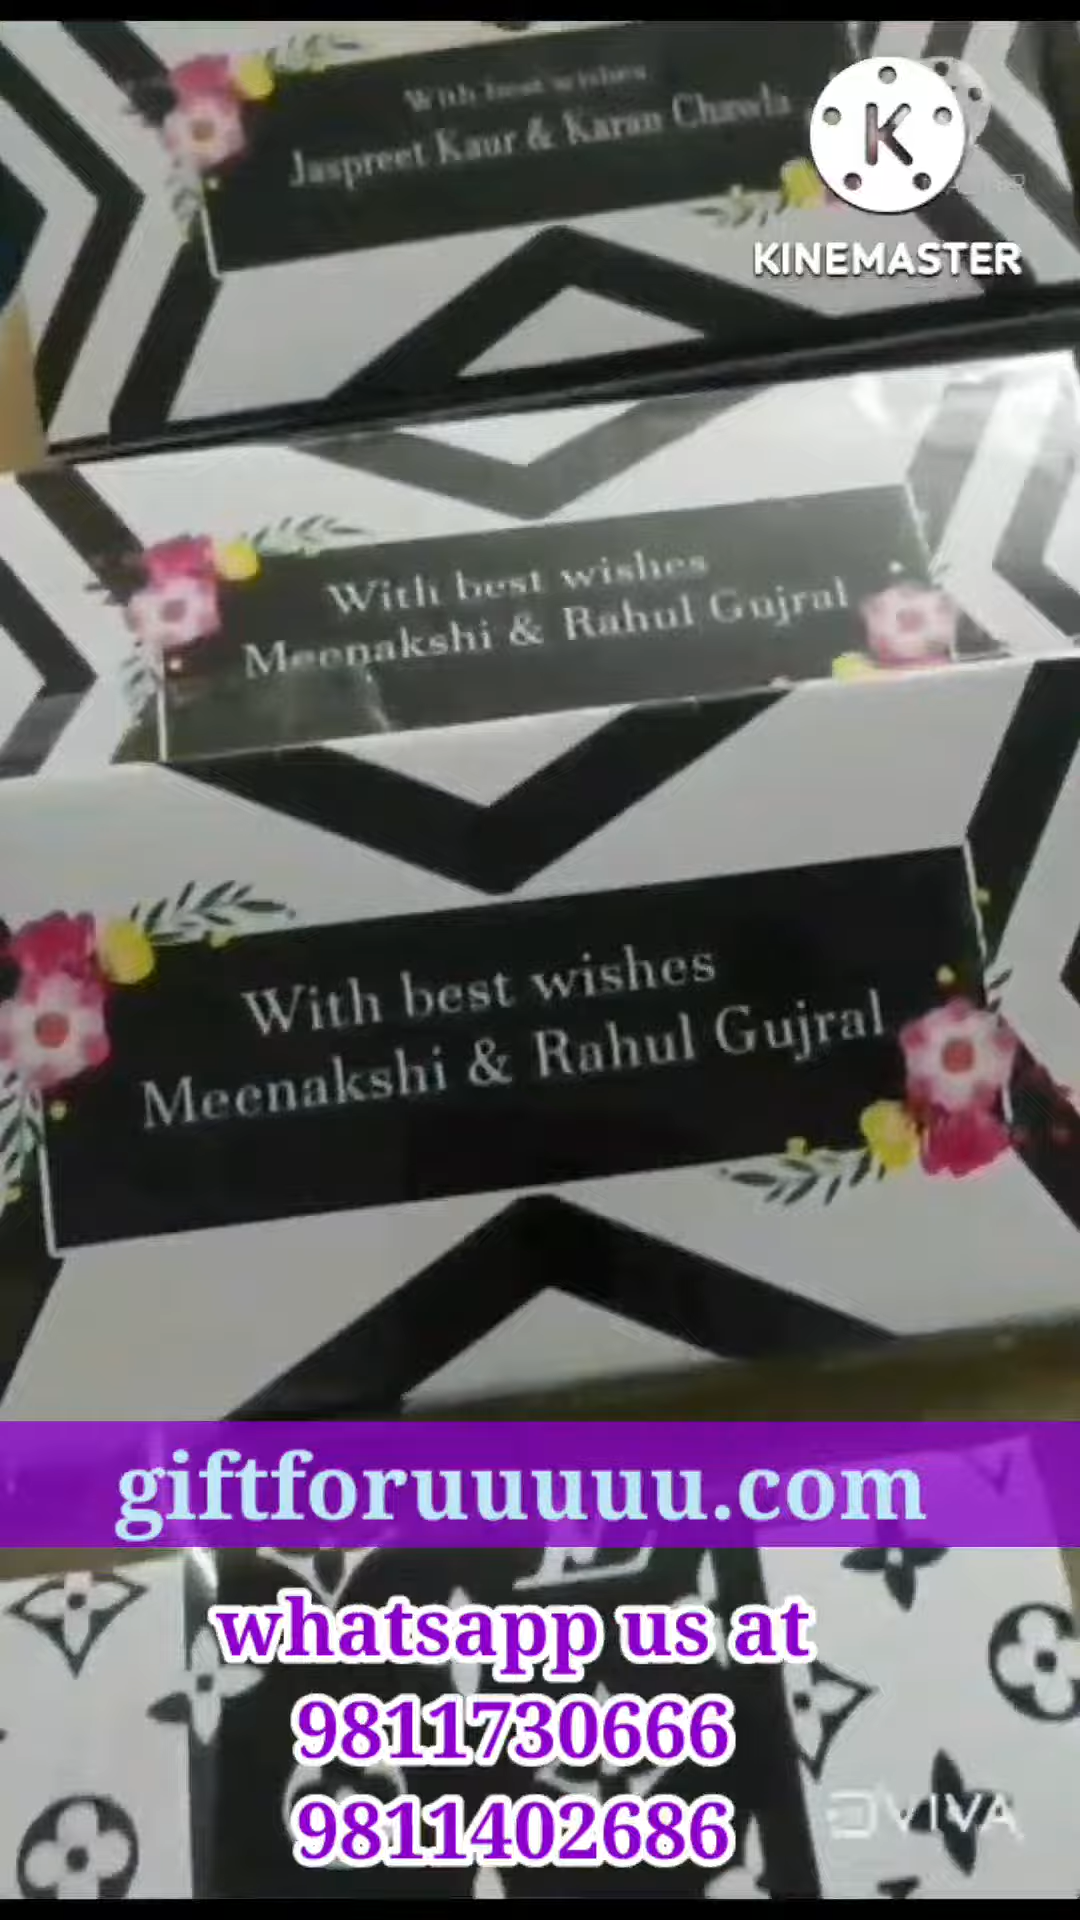 With best wishes
Jaspreet Kaur & Karan Chawla
K
KINEMASTER
With best wishes
Meenakshi & Rahul Gujral
With best wishes
Meenakshi & Rahul Gujral
giftforuuuuu.com
whatsapp us at
9811730666
9811402686
VIVA